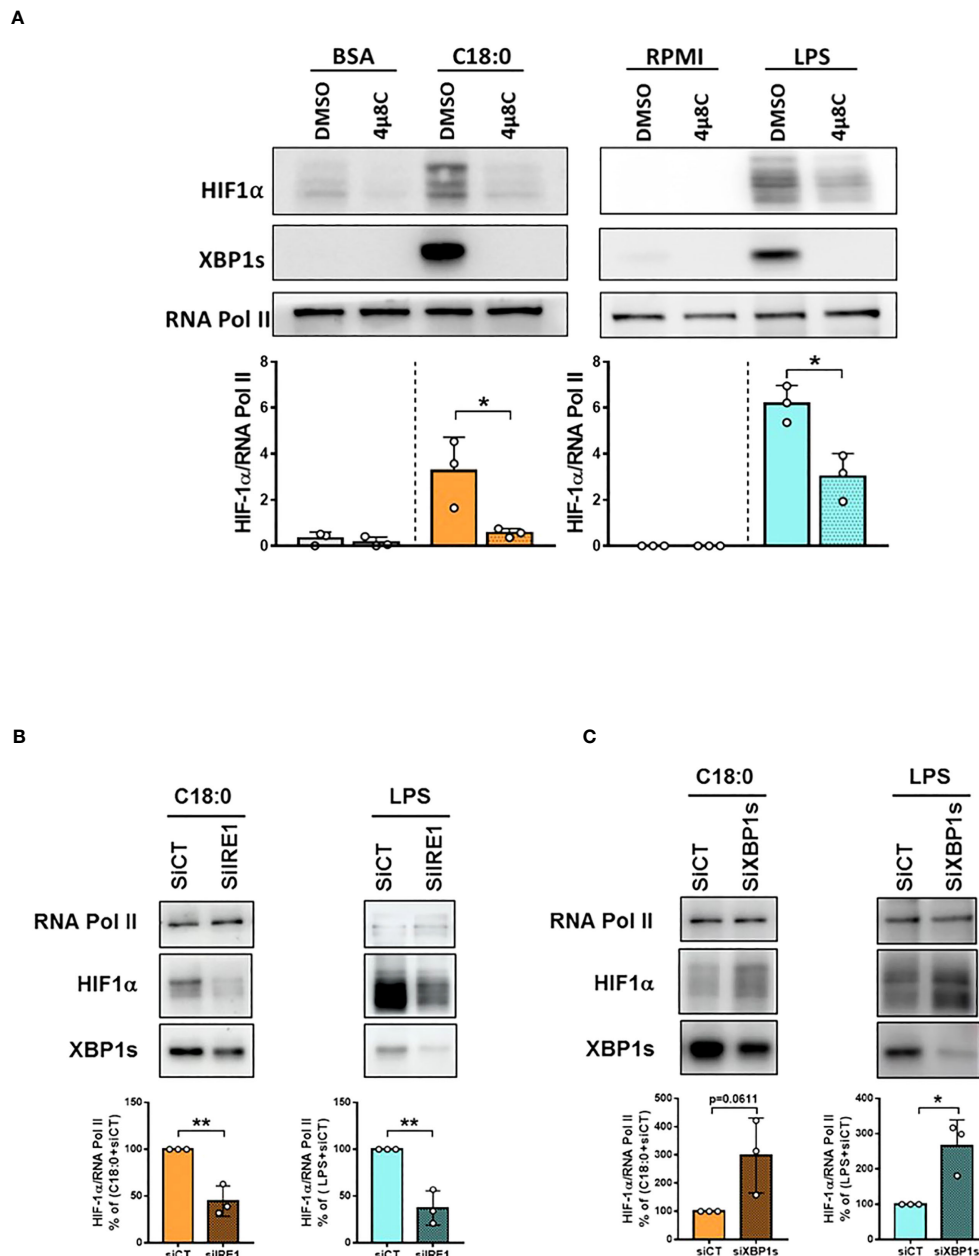 A
BSA C18:0 RPMI LPS
DMSO 4μ8C DMSO 4μ8C DMSO 4μ8C DMSO 4μ8C
HIF1α
XBP1s
RNA Pol II
HIF-1α/RNA Pol II
8
6
4
2
0
*
HIF-1α/RNA Pol II
8
6
4
2
0
*
B
C18:0 LPS
SiCT SiIRE1 SiCT SiIRE1
RNA Pol II
HIF1α
XBP1s
HIF-1α/RNA Pol II
% of (C18:0+siCT)
150
100
50
0
**
siCT siIRE1
HIF-1α/RNA Pol II
% of ( LPS+siCT)
150
100
50
0
**
siCT siIRE1
C
C18:0 LPS
SiCT SiXBP1s SiCT SiXBP1s
RNA Pol II
HIF1α
XBP1s
HIF-1α/RNA Pol II
% of (C18:0+siCT)
500
400
300
200
100
0
p=0.0611
siCT siXBP1s
HIF-1α/RNA Pol II
% of (LPS+siCT)
400
300
200
100
0
*
siCT siXBP1s